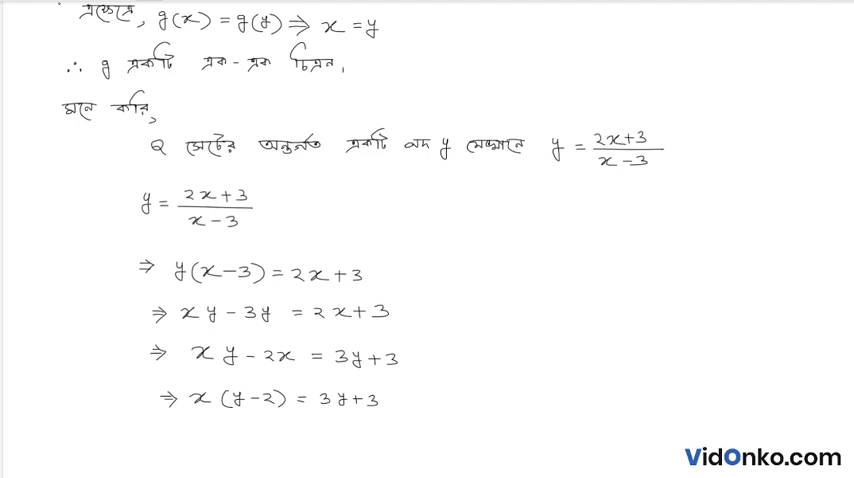 এক্ষেত্রে, g(x) = g(y) ⇒ x = y
∴ g একটি এক-এক চিত্রন,
মনে করি,
Q সেটের অন্তর্গত একটি পদ y যেখানে y = (2x+3)/(x-3)
y = (2x+3)/(x-3)
⇒ y(x-3) = 2x+3
⇒ xy - 3y = 2x+3
⇒ xy - 2x = 3y+3
⇒ x(y-2) = 3y+3
VidOnko.com